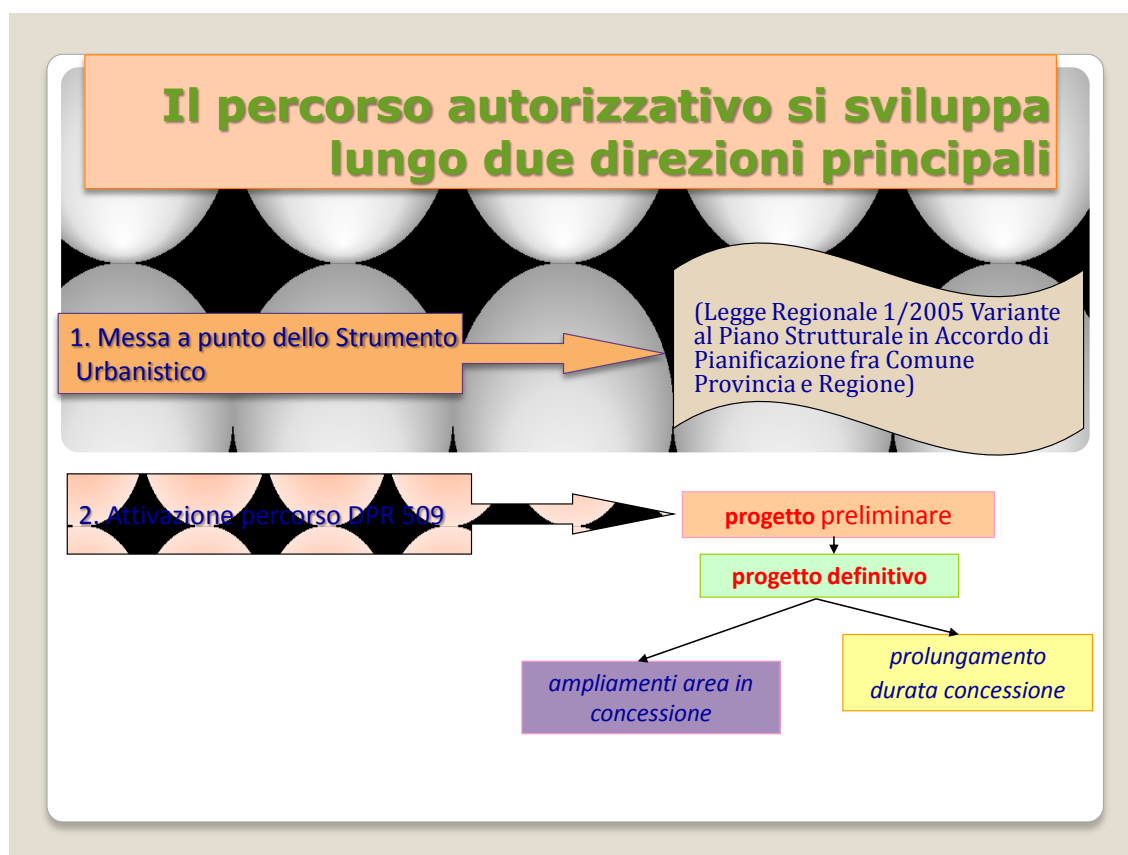 Il percorso autorizzativo si sviluppa
lungo due direzioni principali
1. Messa a punto dello Strumento
Urbanistico
(Legge Regionale 1/2005 Variante
al Piano Strutturale in Accordo di
Pianificazione fra Comune
Provincia e Regione)
2. Attivazione percorso DPR 509
progetto preliminare
progetto definitivo
ampliamenti area in
concessione
prolungamento
durata concessione